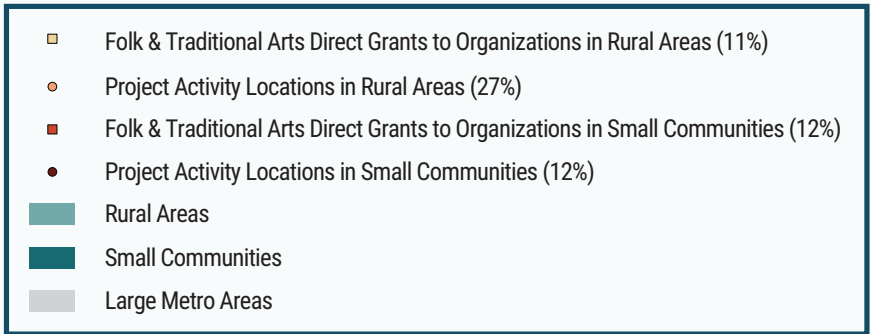 Folk & Traditional Arts Direct Grants to Organizations in Rural Areas (11%)
Project Activity Locations in Rural Areas (27%)
Folk & Traditional Arts Direct Grants to Organizations in Small Communities (12%)
Project Activity Locations in Small Communities (12%)
Rural Areas
Small Communities
Large Metro Areas